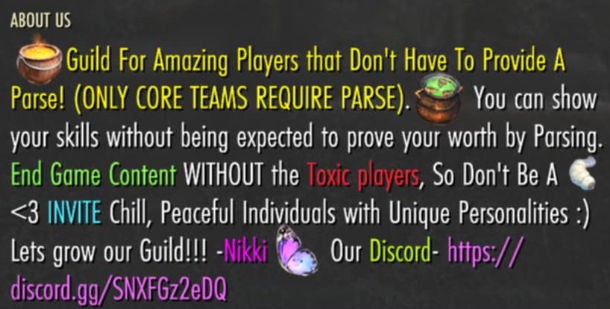 ABOUT US
Guild For Amazing Players that Don't Have To Provide A
Parse! (ONLY CORE TEAMS REQUIRE PARSE). You can show
your skills without being expected to prove your worth by Parsing.
End Game Content WITHOUT the Toxic players, So Don't Be A
<3 INVITE Chill, Peaceful Individuals with Unique Personalities :)
Lets grow our Guild!!! -Nikki Our Discord- https://
discord.gg/SNXFGz2eDQ